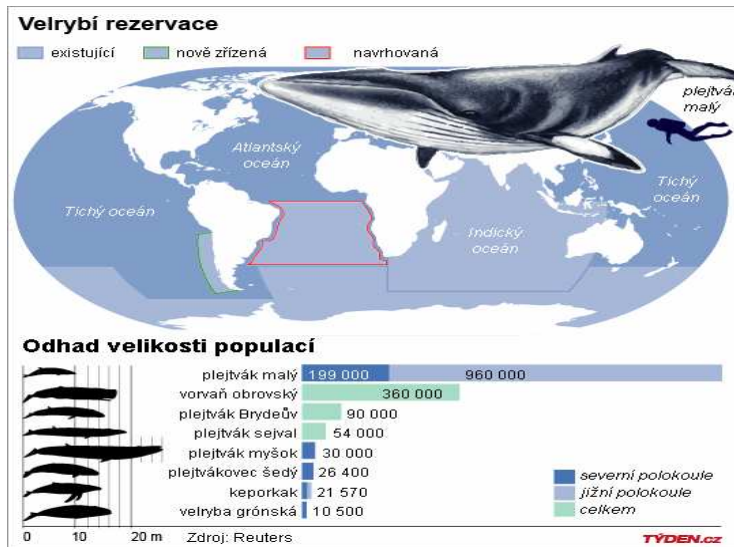 Velrybí rezervace
existující
nově zřízená
navrhovaná
plejtvá
malý
Atlantský
oceán
Tichý oceán
Tichý
oceán
Indický
oceán
Odhad velikosti populací
plejtvák malý 199 000 960 000
vorvaň obrovský 360 000
plejtvák Brydeův 90 000
plejtvák sejval 54 000
plejtvák myšok 30 000
plejtvákovec šedý 26 400
keporkak 21 570
velryba grónská 10 500
severní polokoule
jižní polokoule
celkem
0 10 20 m
Zdroj: Reuters
TÝDEN.cz